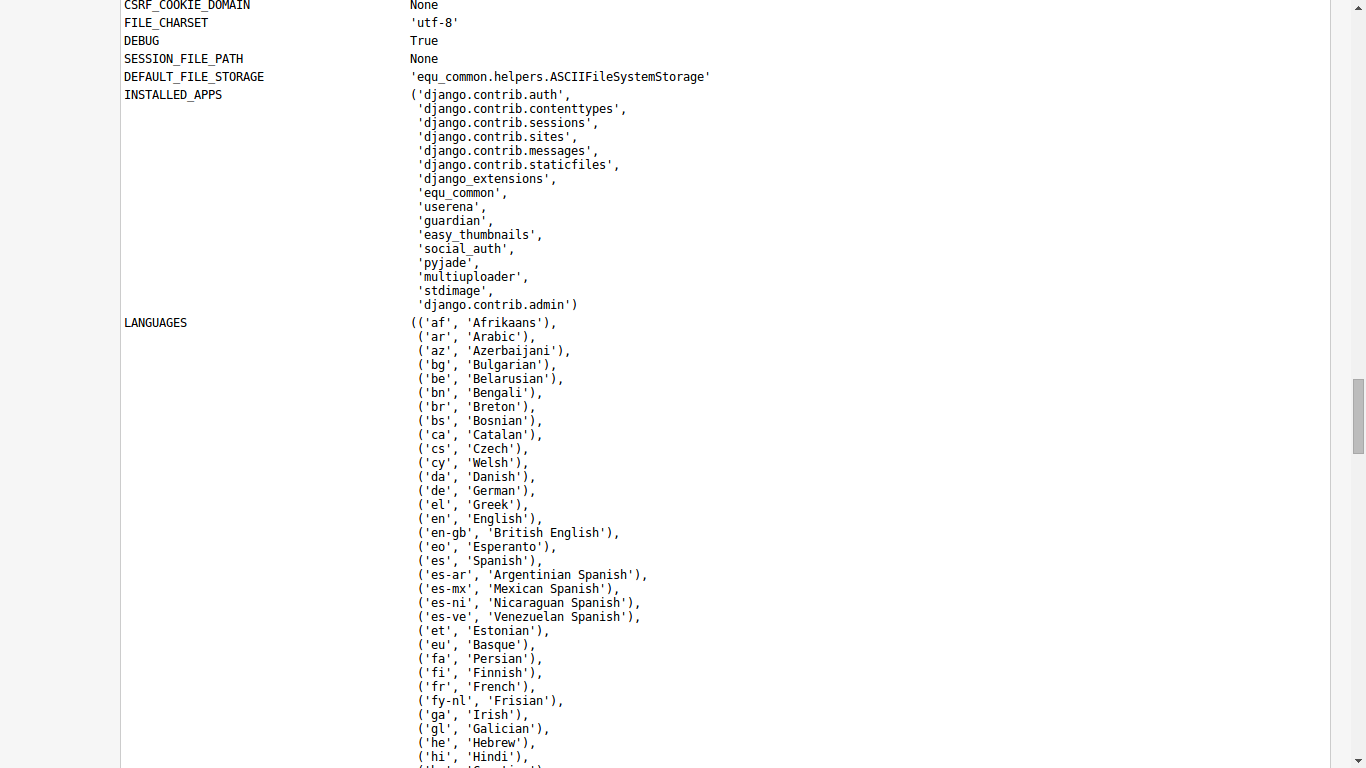 CSRF_COOKIE_DOMAIN None
FILE_CHARSET 'utf-8'
DEBUG True
SESSION_FILE_PATH None
DEFAULT_FILE_STORAGE 'equ_common.helpers.ASCIIFileSystemStorage'
INSTALLED_APPS ('django.contrib.auth',
'django.contrib.contenttypes',
'django.contrib.sessions',
'django.contrib.sites',
'django.contrib.messages',
'django.contrib.staticfiles',
'django_extensions',
'equ_common',
'userena',
'guardian',
'easy_thumbnails',
'social_auth',
'pyjade',
'multiuploader',
'stdimage',
'django.contrib.admin')
LANGUAGES (('af', 'Afrikaans'),
('ar', 'Arabic'),
('az', 'Azerbaijani'),
('bg', 'Bulgarian'),
('be', 'Belarusian'),
('bn', 'Bengali'),
('br', 'Breton'),
('bs', 'Bosnian'),
('ca', 'Catalan'),
('cs', 'Czech'),
('cy', 'Welsh'),
('da', 'Danish'),
('de', 'German'),
('el', 'Greek'),
('en', 'English'),
('en-gb', 'British English'),
('eo', 'Esperanto'),
('es', 'Spanish'),
('es-ar', 'Argentinian Spanish'),
('es-mx', 'Mexican Spanish'),
('es-ni', 'Nicaraguan Spanish'),
('es-ve', 'Venezuelan Spanish'),
('et', 'Estonian'),
('eu', 'Basque'),
('fa', 'Persian'),
('fi', 'Finnish'),
('fr', 'French'),
('fy-nl', 'Frisian'),
('ga', 'Irish'),
('gl', 'Galician'),
('he', 'Hebrew'),
('hi', 'Hindi'),